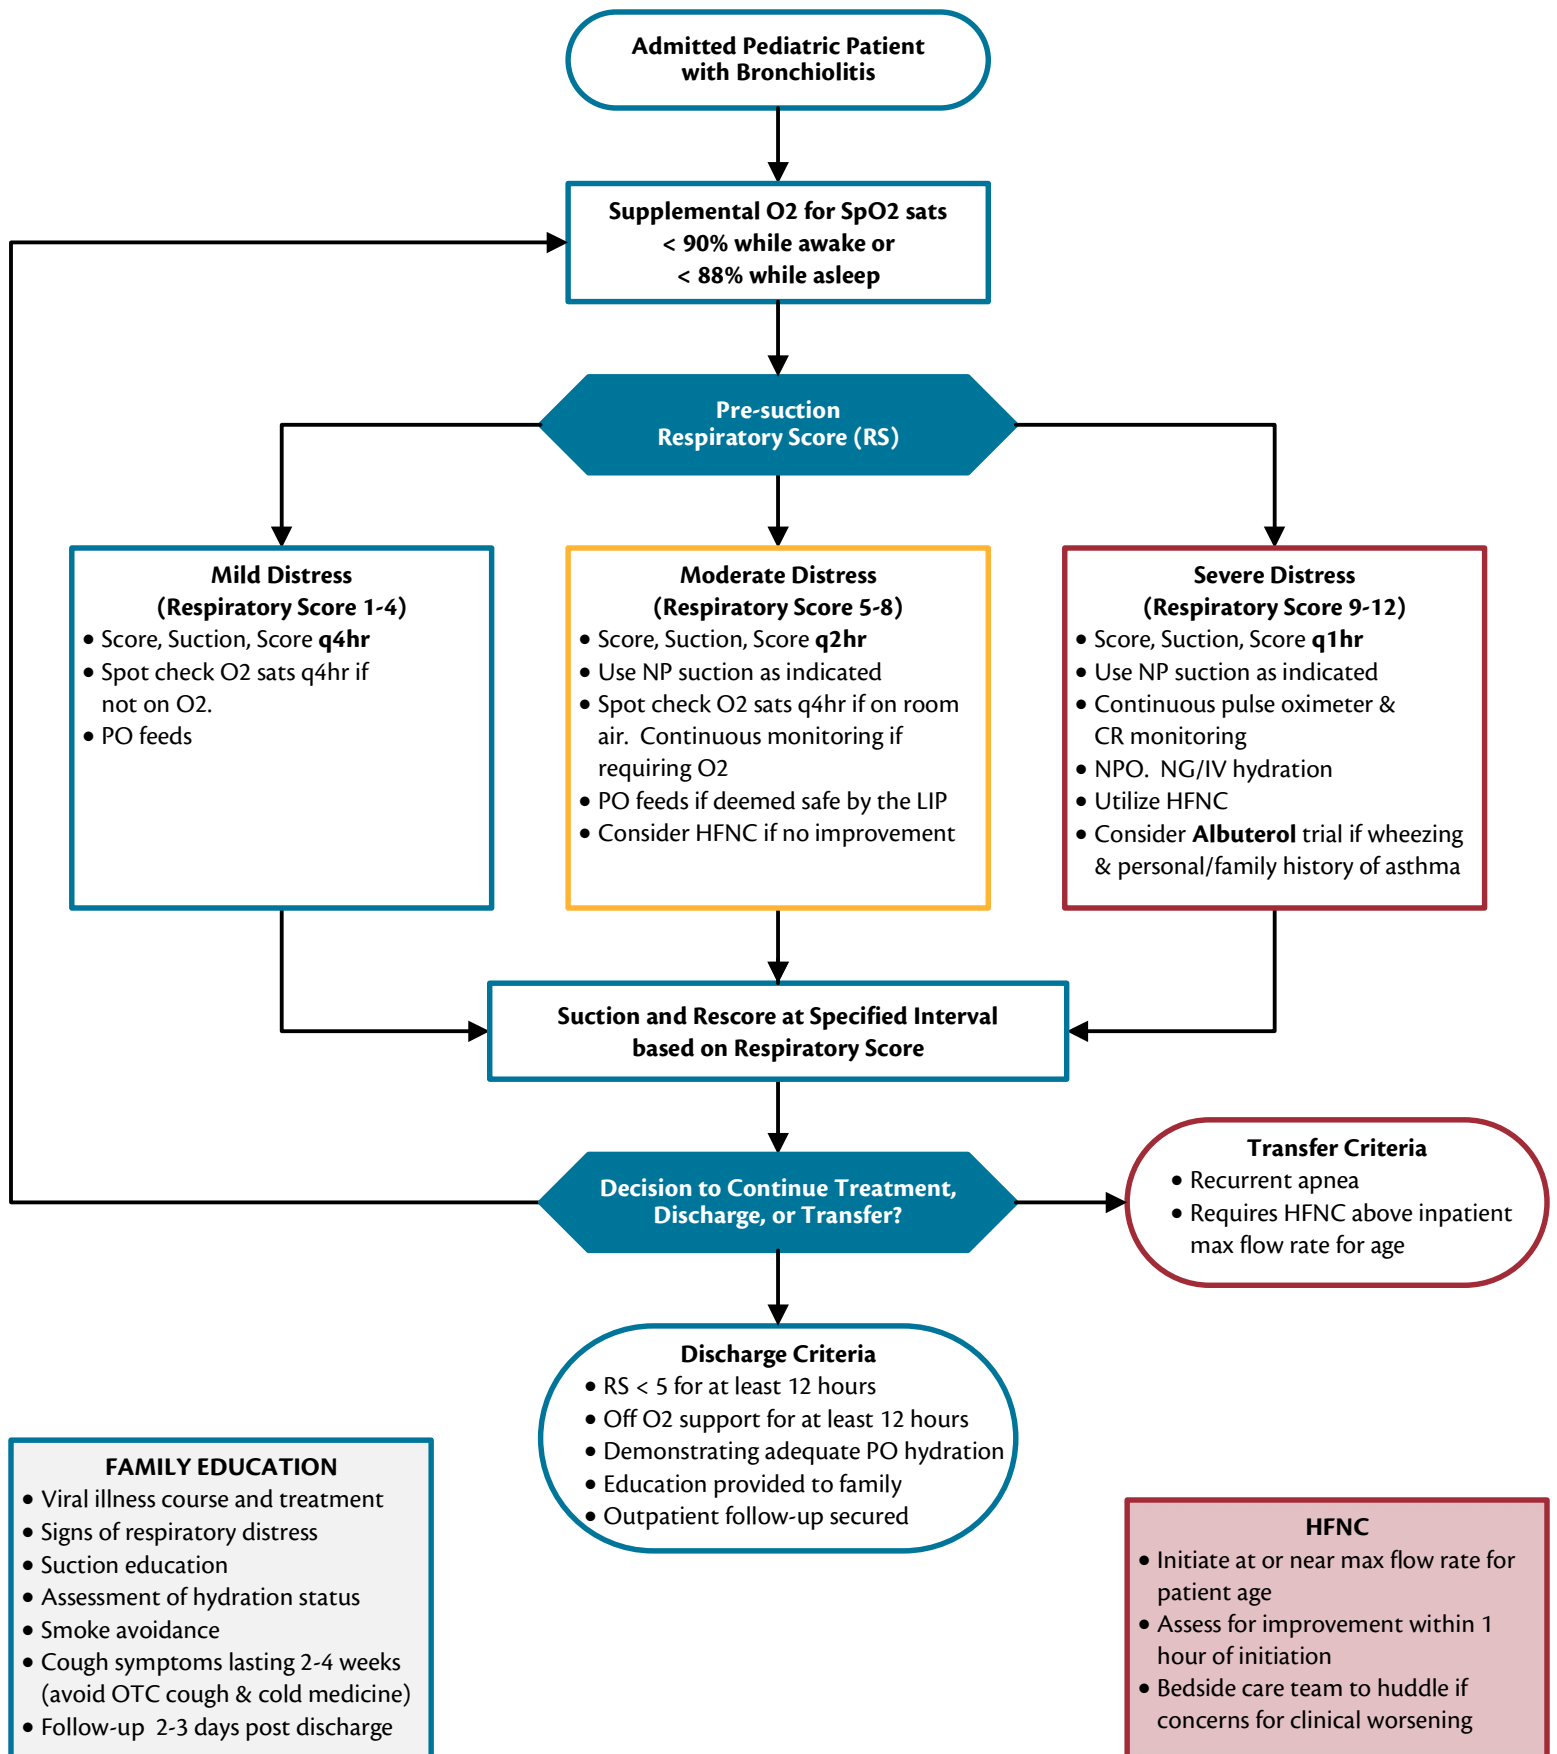 Admitted Pediatric Patient
with Bronchiolitis
Supplemental O2 for SpO2 sats
< 90% while awake or
< 88% while asleep
Pre-suction
Respiratory Score (RS)
Mild Distress
(Respiratory Score 1-4)
• Score, Suction, Score q4hr
• Spot check O2 sats q4hr if
not on O2.
• PO feeds
Moderate Distress
(Respiratory Score 5-8)
• Score, Suction, Score q2hr
• Use NP suction as indicated
• Spot check O2 sats q4hr if on room
air. Continuous monitoring if
requiring O2
• PO feeds if deemed safe by the LIP
• Consider HFNC if no improvement
Severe Distress
(Respiratory Score 9-12)
• Score, Suction, Score q1hr
• Use NP suction as indicated
• Continuous pulse oximeter &
CR monitoring
• NPO. NG/IV hydration
• Utilize HFNC
• Consider Albuterol trial if wheezing
& personal/family history of asthma
Suction and Rescore at Specified Interval
based on Respiratory Score
Decision to Continue Treatment,
Discharge, or Transfer?
Transfer Criteria
• Recurrent apnea
• Requires HFNC above inpatient
max flow rate for age
Discharge Criteria
• RS < 5 for at least 12 hours
• Off O2 support for at least 12 hours
• Demonstrating adequate PO hydration
• Education provided to family
• Outpatient follow-up secured
FAMILY EDUCATION
• Viral illness course and treatment
• Signs of respiratory distress
• Suction education
• Assessment of hydration status
• Smoke avoidance
• Cough symptoms lasting 2-4 weeks
(avoid OTC cough & cold medicine)
• Follow-up 2-3 days post discharge
HFNC
• Initiate at or near max flow rate for
patient age
• Assess for improvement within 1
hour of initiation
• Bedside care team to huddle if
concerns for clinical worsening